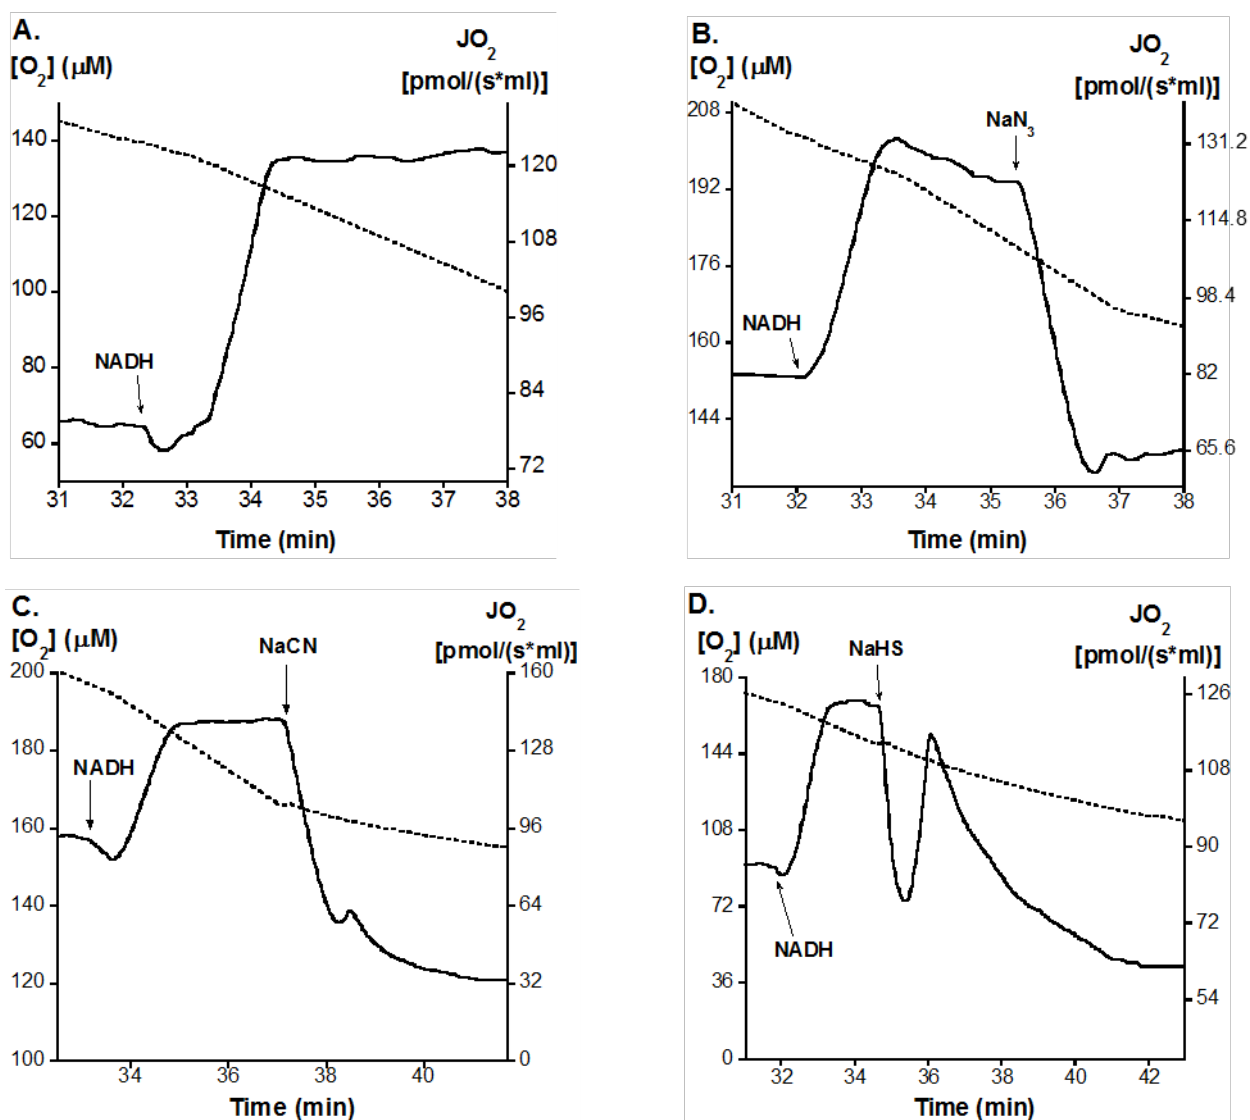 A.
[O2] (μM)
JO2
[pmol/(s*ml)]
140
120
100
80
60
120
108
96
84
72
NADH
31 32 33 34 35 36 37 38
Time (min)
B.
[O2] (μM)
JO2
[pmol/(s*ml)]
208
192
176
160
144
131.2
114.8
98.4
82
65.6
NaN3
NADH
31 32 33 34 35 36 37 38
Time (min)
C.
[O2] (μM)
JO2
[pmol/(s*ml)]
200
180
160
140
120
100
160
128
96
64
32
0
NaCN
NADH
34 36 38 40
Time (min)
D.
[O2] (μM)
JO2
[pmol/(s*ml)]
180
144
108
72
36
0
126
108
90
72
54
NaHS
NADH
32 34 36 38 40 42
Time (min)